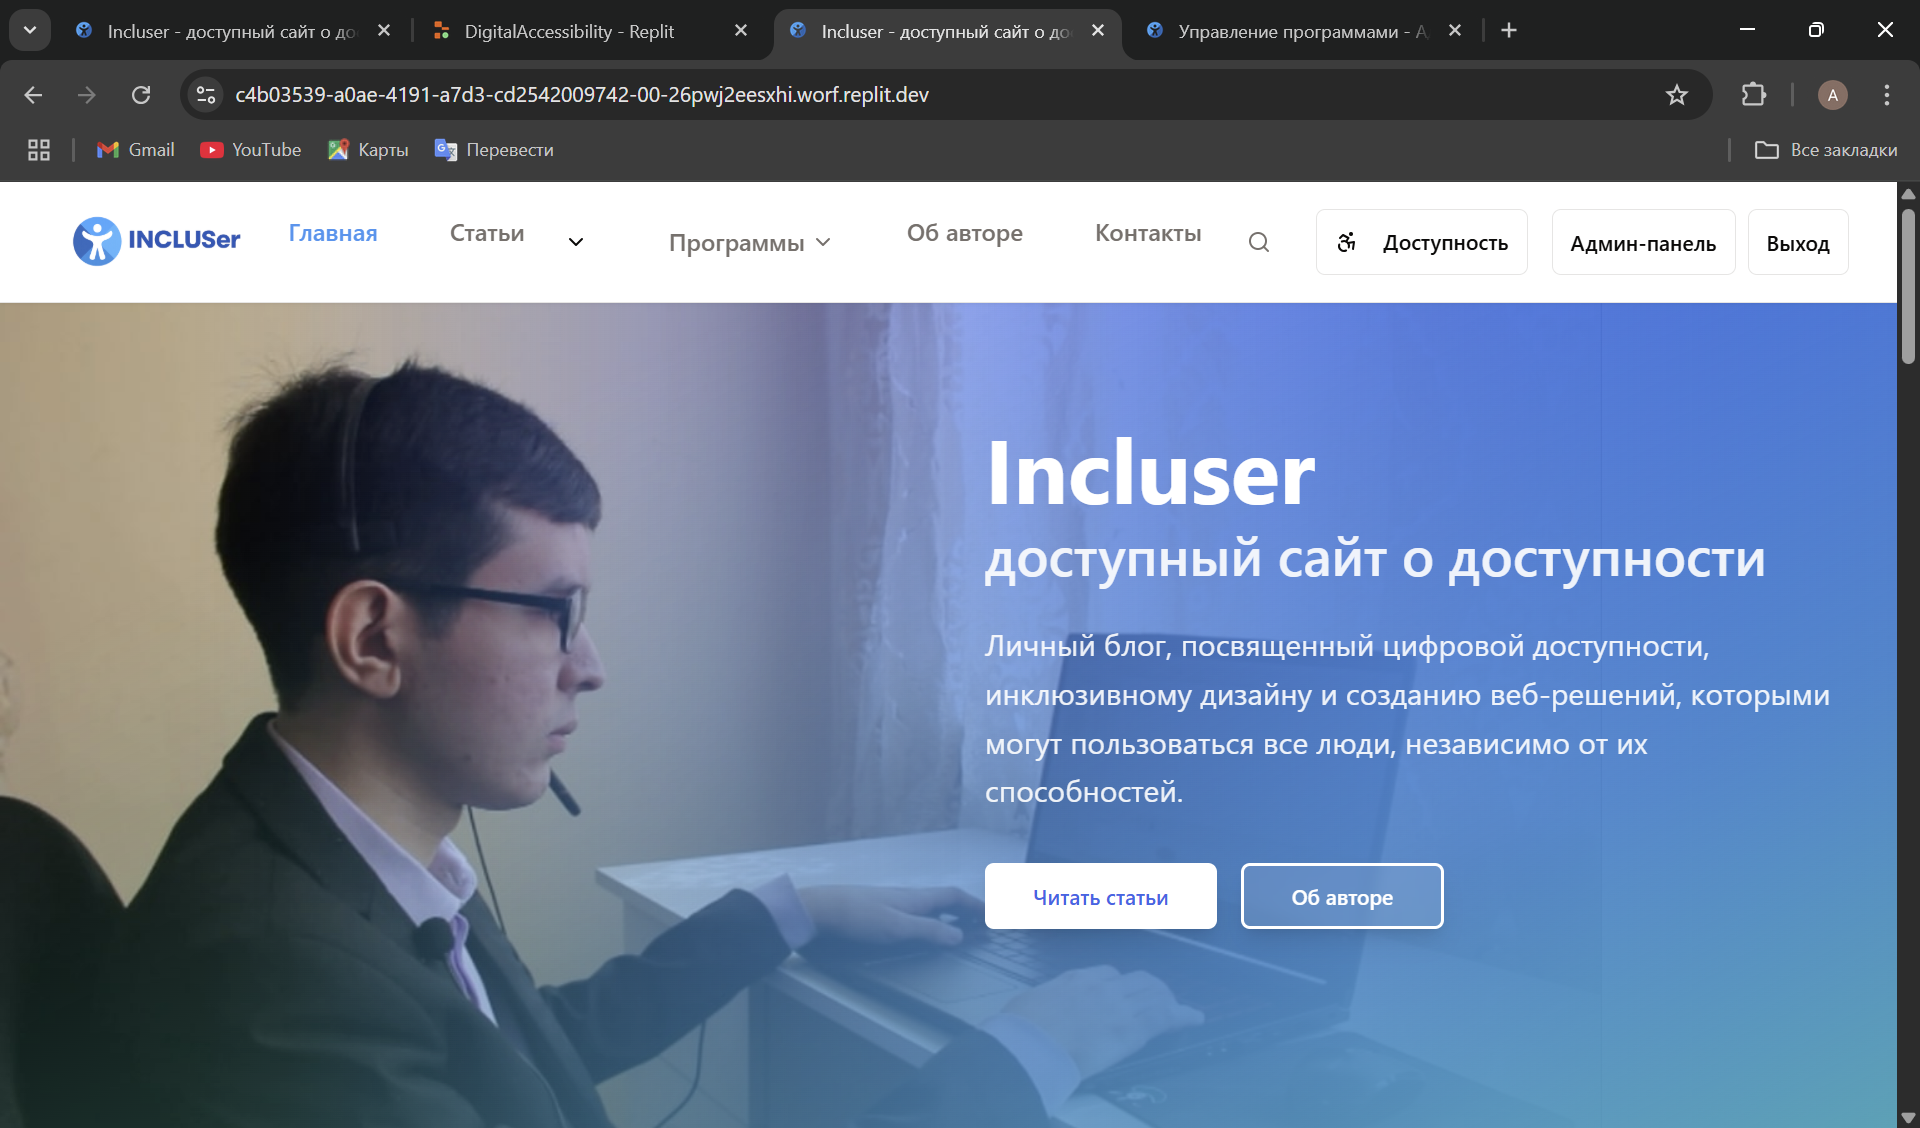 Incluser - доступный сайт о до
DigitalAccessibility - Replit
Incluser - доступный сайт о до
Управление программами - А
c4b03539-a0ae-4191-a7d3-cd2542009742-00-26pwj2eesxhi.worf.replit.dev
A
Gmail
YouTube
Карты
Перевести
Все закладки
INCLUSer
Главная
Статьи
Программы
Об авторе
Контакты
Доступность
Админ-панель
Выход
Incluser
доступный сайт о доступности
Личный блог, посвященный цифровой доступности,
инклюзивному дизайну и созданию веб-решений, которыми
могут пользоваться все люди, независимо от их
способностей.
Читать статьи
Об авторе